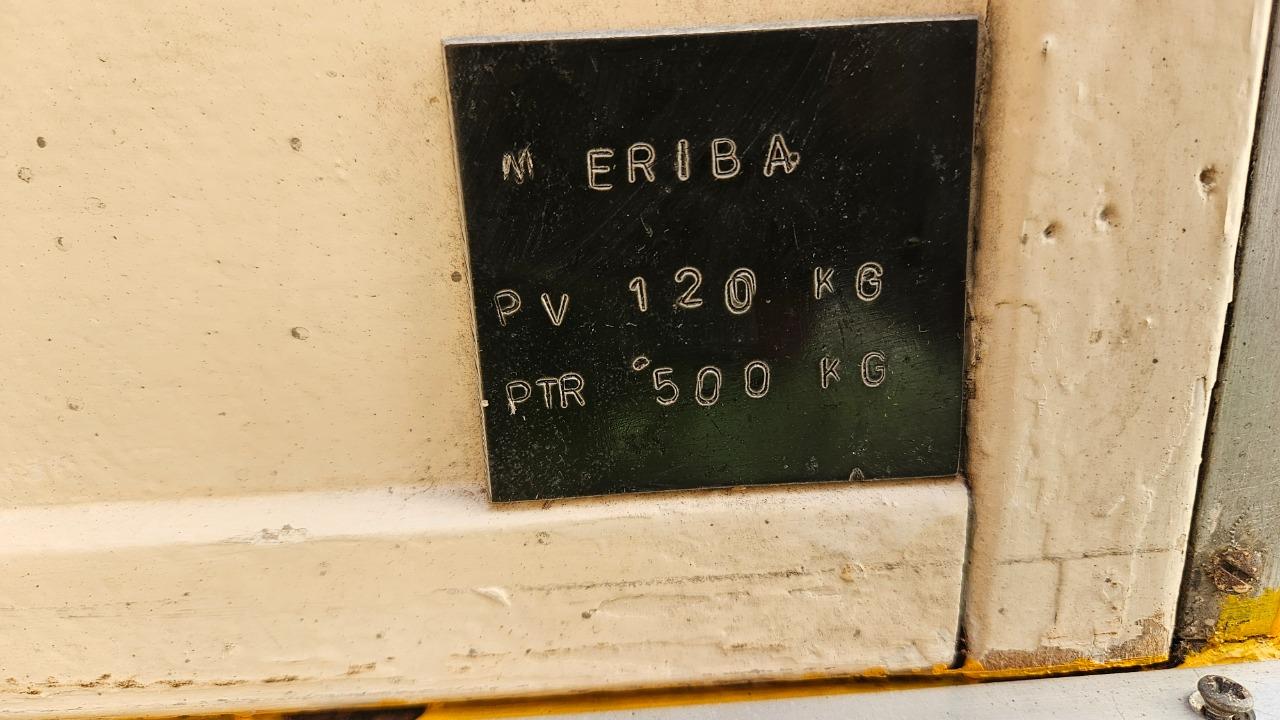 M ERIBA
PV 120 KG
PTR 500 KG